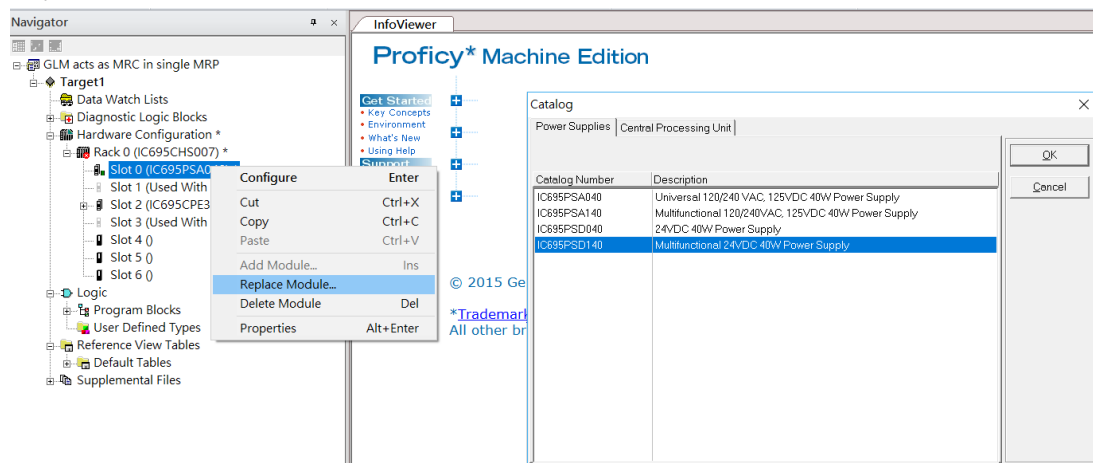 Navigator
InfoViewer
GLM acts as MRC in single MRP
Target1
Data Watch Lists
Diagnostic Logic Blocks
Hardware Configuration *
Rack 0 (IC695CHS007) *
Slot 0 (IC695PSA0
Slot 1 (Used With
Slot 2 (IC695CPE3
Slot 3 (Used With
Slot 4 ()
Slot 5 ()
Slot 6 ()
Logic
Program Blocks
User Defined Types
Reference View Tables
Default Tables
Supplemental Files
Configure Enter
Cut Ctrl+X
Copy Ctrl+C
Paste Ctrl+V
Add Module... Ins
Replace Module...
Delete Module Del
Properties Alt+Enter
Proficy* Machine Edition
Get Started
• Key Concepts
• Environment
• What's New
• Using Help
Support
© 2015 Ge
*Trademark
All other br
Catalog
Power Supplies Central Processing Unit
OK
Cancel
Catalog Number Description
IC695PSA040 Universal 120/240 VAC, 125VDC 40W Power Supply
IC695PSA140 Multifunctional 120/240VAC, 125VDC 40W Power Supply
IC695PSD040 24VDC 40W Power Supply
IC695PSD140 Multifunctional 24VDC 40W Power Supply